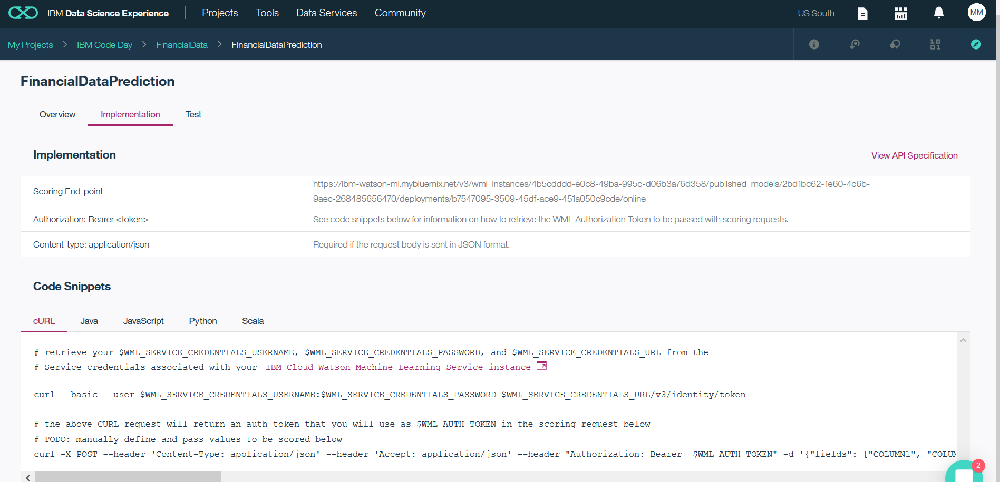 IBM Data Science Experience | Projects Tools Data Services Community US South MM
My Projects > IBM Code Day > FinancialData > FinancialDataPrediction
FinancialDataPrediction
Overview Implementation Test
Implementation View API Specification
Scoring End-point https://ibm-watson-ml.mybluemix.net/v3/wml_instances/4b5cdddd-e0c8-49ba-995c-d06b3a76d358/published_models/2bd1bc62-1e60-4c6b-
9aec-268485656470/deployments/b7547095-3509-45df-ace9-451a050c9cde/online
Authorization: Bearer <token> See code snippets below for information on how to retrieve the WML Authorization Token to be passed with scoring requests.
Content-type: application/json Required if the request body is sent in JSON format.
Code Snippets
cURL Java JavaScript Python Scala
# retrieve your $WML_SERVICE_CREDENTIALS_USERNAME, $WML_SERVICE_CREDENTIALS_PASSWORD, and $WML_SERVICE_CREDENTIALS_URL from the
# Service credentials associated with your IBM Cloud Watson Machine Learning Service instance
curl --basic --user $WML_SERVICE_CREDENTIALS_USERNAME:$WML_SERVICE_CREDENTIALS_PASSWORD $WML_SERVICE_CREDENTIALS_URL/v3/identity/token
# the above CURL request will return an auth token that you will use as $WML_AUTH_TOKEN in the scoring request below
# TODO: manually define and pass values to be scored below
curl -X POST --header 'Content-Type: application/json' --header 'Accept: application/json' --header "Authorization: Bearer  $WML_AUTH_TOKEN" -d '{"fields": ["COLUMN1", "COLUM
2